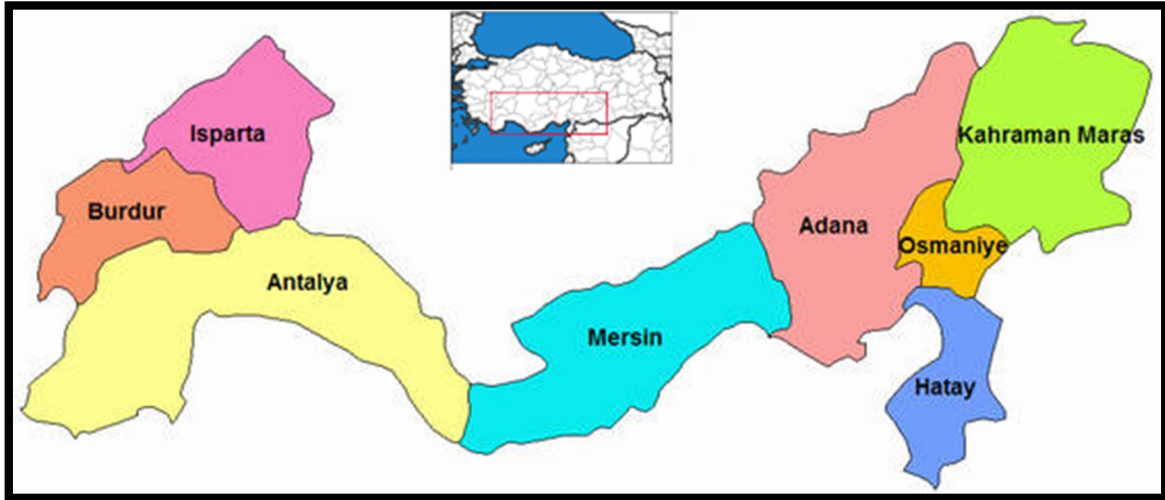 Isparta
Kahraman Maras
Burdur
Adana
Osmaniye
Antalya
Mersin
Hatay